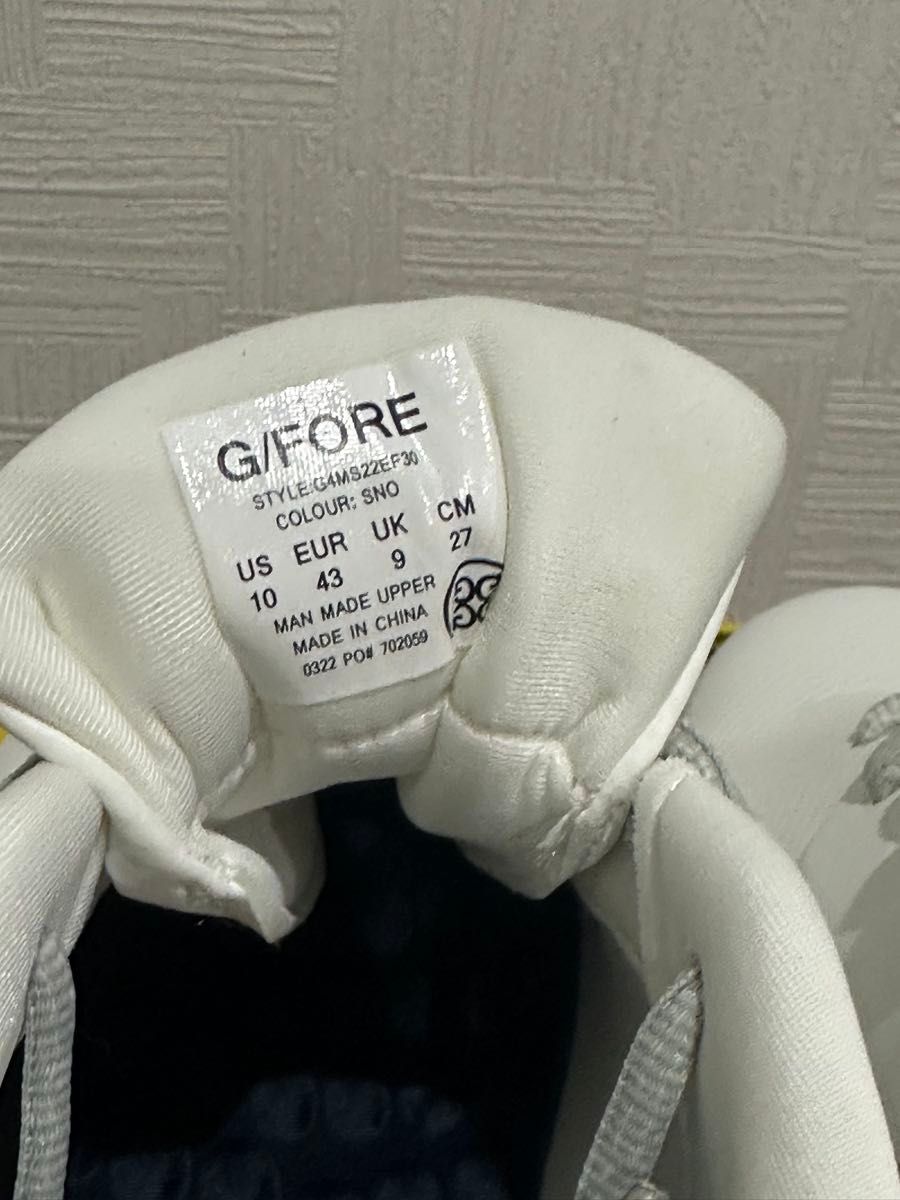 G/FORE
STYLE:G4MS22EF30
COLOUR: SNO
US EUR UK CM
10 43 9 27
MAN MADE UPPER
MADE IN CHINA
0322 PO# 702059